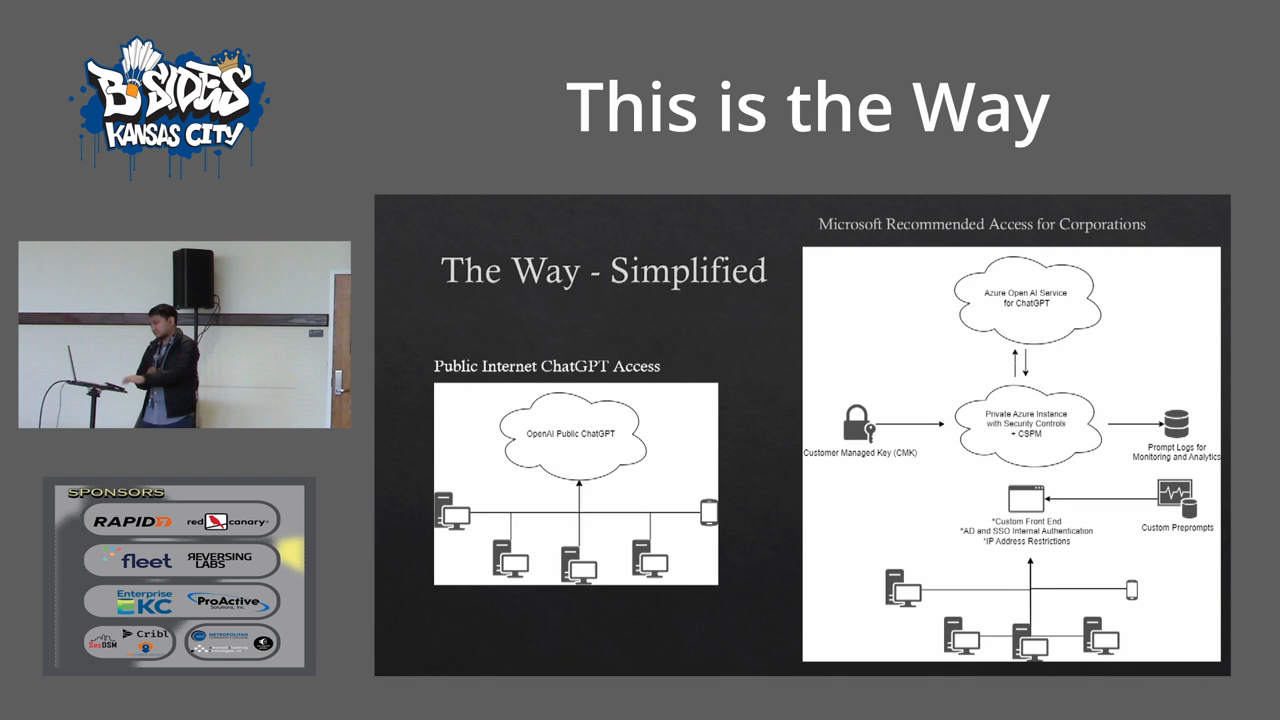 B-SIDES
KANSAS CITY
This is the Way
The Way - Simplified
Public Internet ChatGPT Access
OpenAI Public ChatGPT
Microsoft Recommended Access for Corporations
Azure Open AI Service
for ChatGPT
Private Azure Instance
with Security Controls
+ CSPM
Customer Managed Key (CMK)
Prompt Logs for
Monitoring and Analytics
*Custom Front End
*AD and SSO Internal Authentication
*IP Address Restrictions
Custom Preprompts
SPONSORS
RAPID7
red canary
fleet
REVERSING
LABS
Enterprise
KC
ProActive
Solutions, Inc.
SecDSM
Cribl
METROPOLITAN